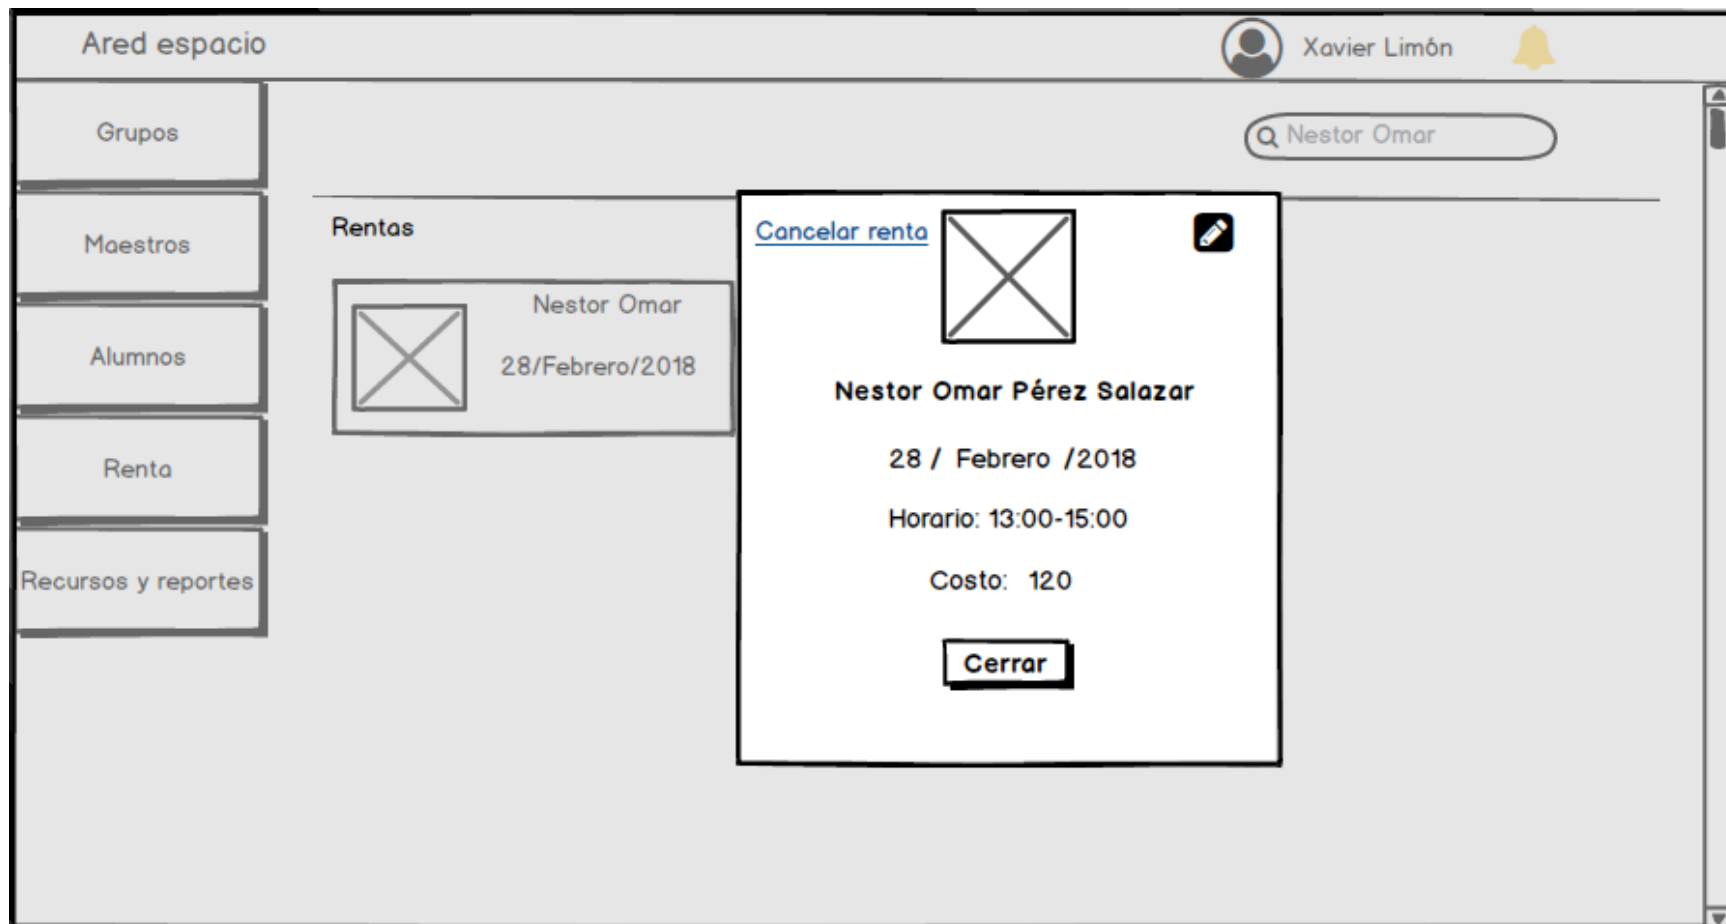 Ared espacio
Xavier Limón
Grupos
Maestros
Alumnos
Renta
Recursos y reportes
Nestor Omar
Rentas
Nestor Omar
28/Febrero/2018
Cancelar renta
Nestor Omar Pérez Salazar
28 / Febrero /2018
Horario: 13:00-15:00
Costo: 120
Cerrar